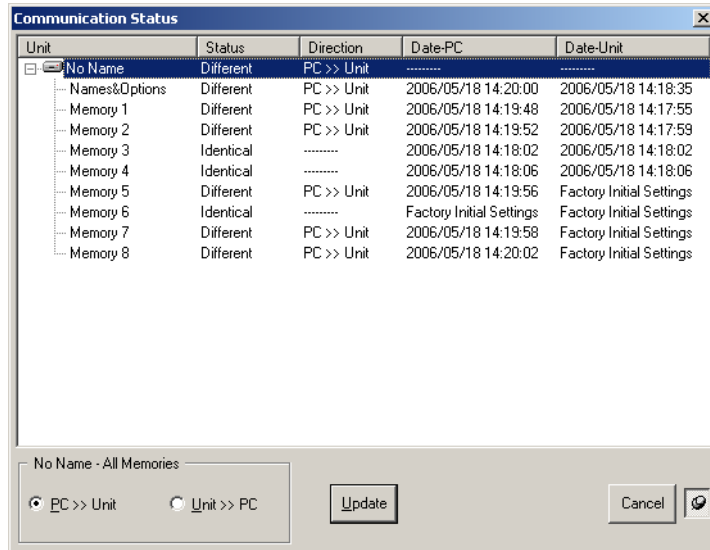 Communication Status
Unit Status Direction Date-PC Date-Unit
No Name Different PC >> Unit --------- ---------
Names&Options Different PC >> Unit 2006/05/18 14:20:00 2006/05/18 14:18:35
Memory 1 Different PC >> Unit 2006/05/18 14:19:48 2006/05/18 14:17:55
Memory 2 Different PC >> Unit 2006/05/18 14:19:52 2006/05/18 14:17:59
Memory 3 Identical --------- 2006/05/18 14:18:02 2006/05/18 14:18:02
Memory 4 Identical --------- 2006/05/18 14:18:06 2006/05/18 14:18:06
Memory 5 Different PC >> Unit 2006/05/18 14:19:56 Factory Initial Settings
Memory 6 Identical --------- Factory Initial Settings Factory Initial Settings
Memory 7 Different PC >> Unit 2006/05/18 14:19:58 Factory Initial Settings
Memory 8 Different PC >> Unit 2006/05/18 14:20:02 Factory Initial Settings
No Name - All Memories
PC >> Unit Unit >> PC Update Cancel